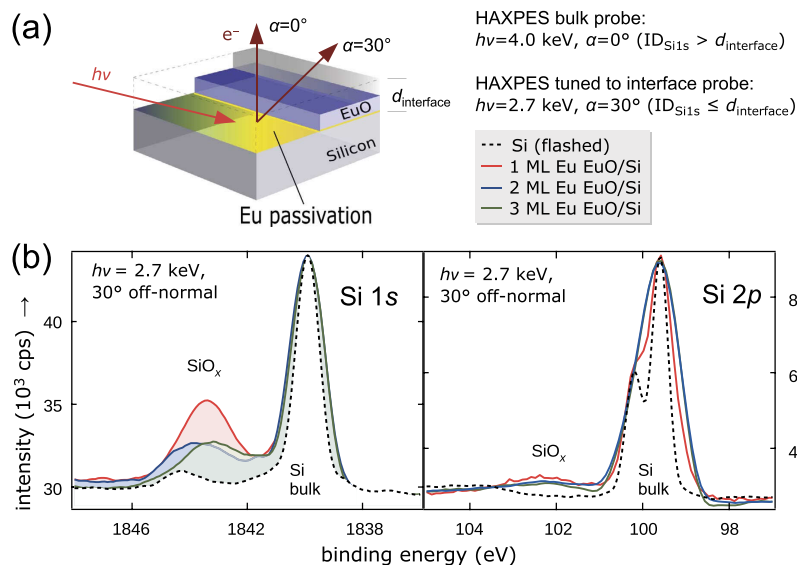 (a)
e⁻
α=0°
α=30°
hν
d_interface
EuO
Silicon
Eu passivation
HAXPES bulk probe:
hν=4.0 keV, α=0° (ID_Si1s > d_interface)
HAXPES tuned to interface probe:
hν=2.7 keV, α=30° (ID_Si1s ≤ d_interface)
Si (flashed)
1 ML Eu EuO/Si
2 ML Eu EuO/Si
3 ML Eu EuO/Si
(b)
hν = 2.7 keV,
30° off-normal
Si 1s
SiOₓ
Si
bulk
hν = 2.7 keV,
30° off-normal
Si 2p
SiOₓ
Si
bulk
intensity (10³ cps) →
40
35
30
8
6
4
1846
1842
1838
104
102
100
98
binding energy (eV)